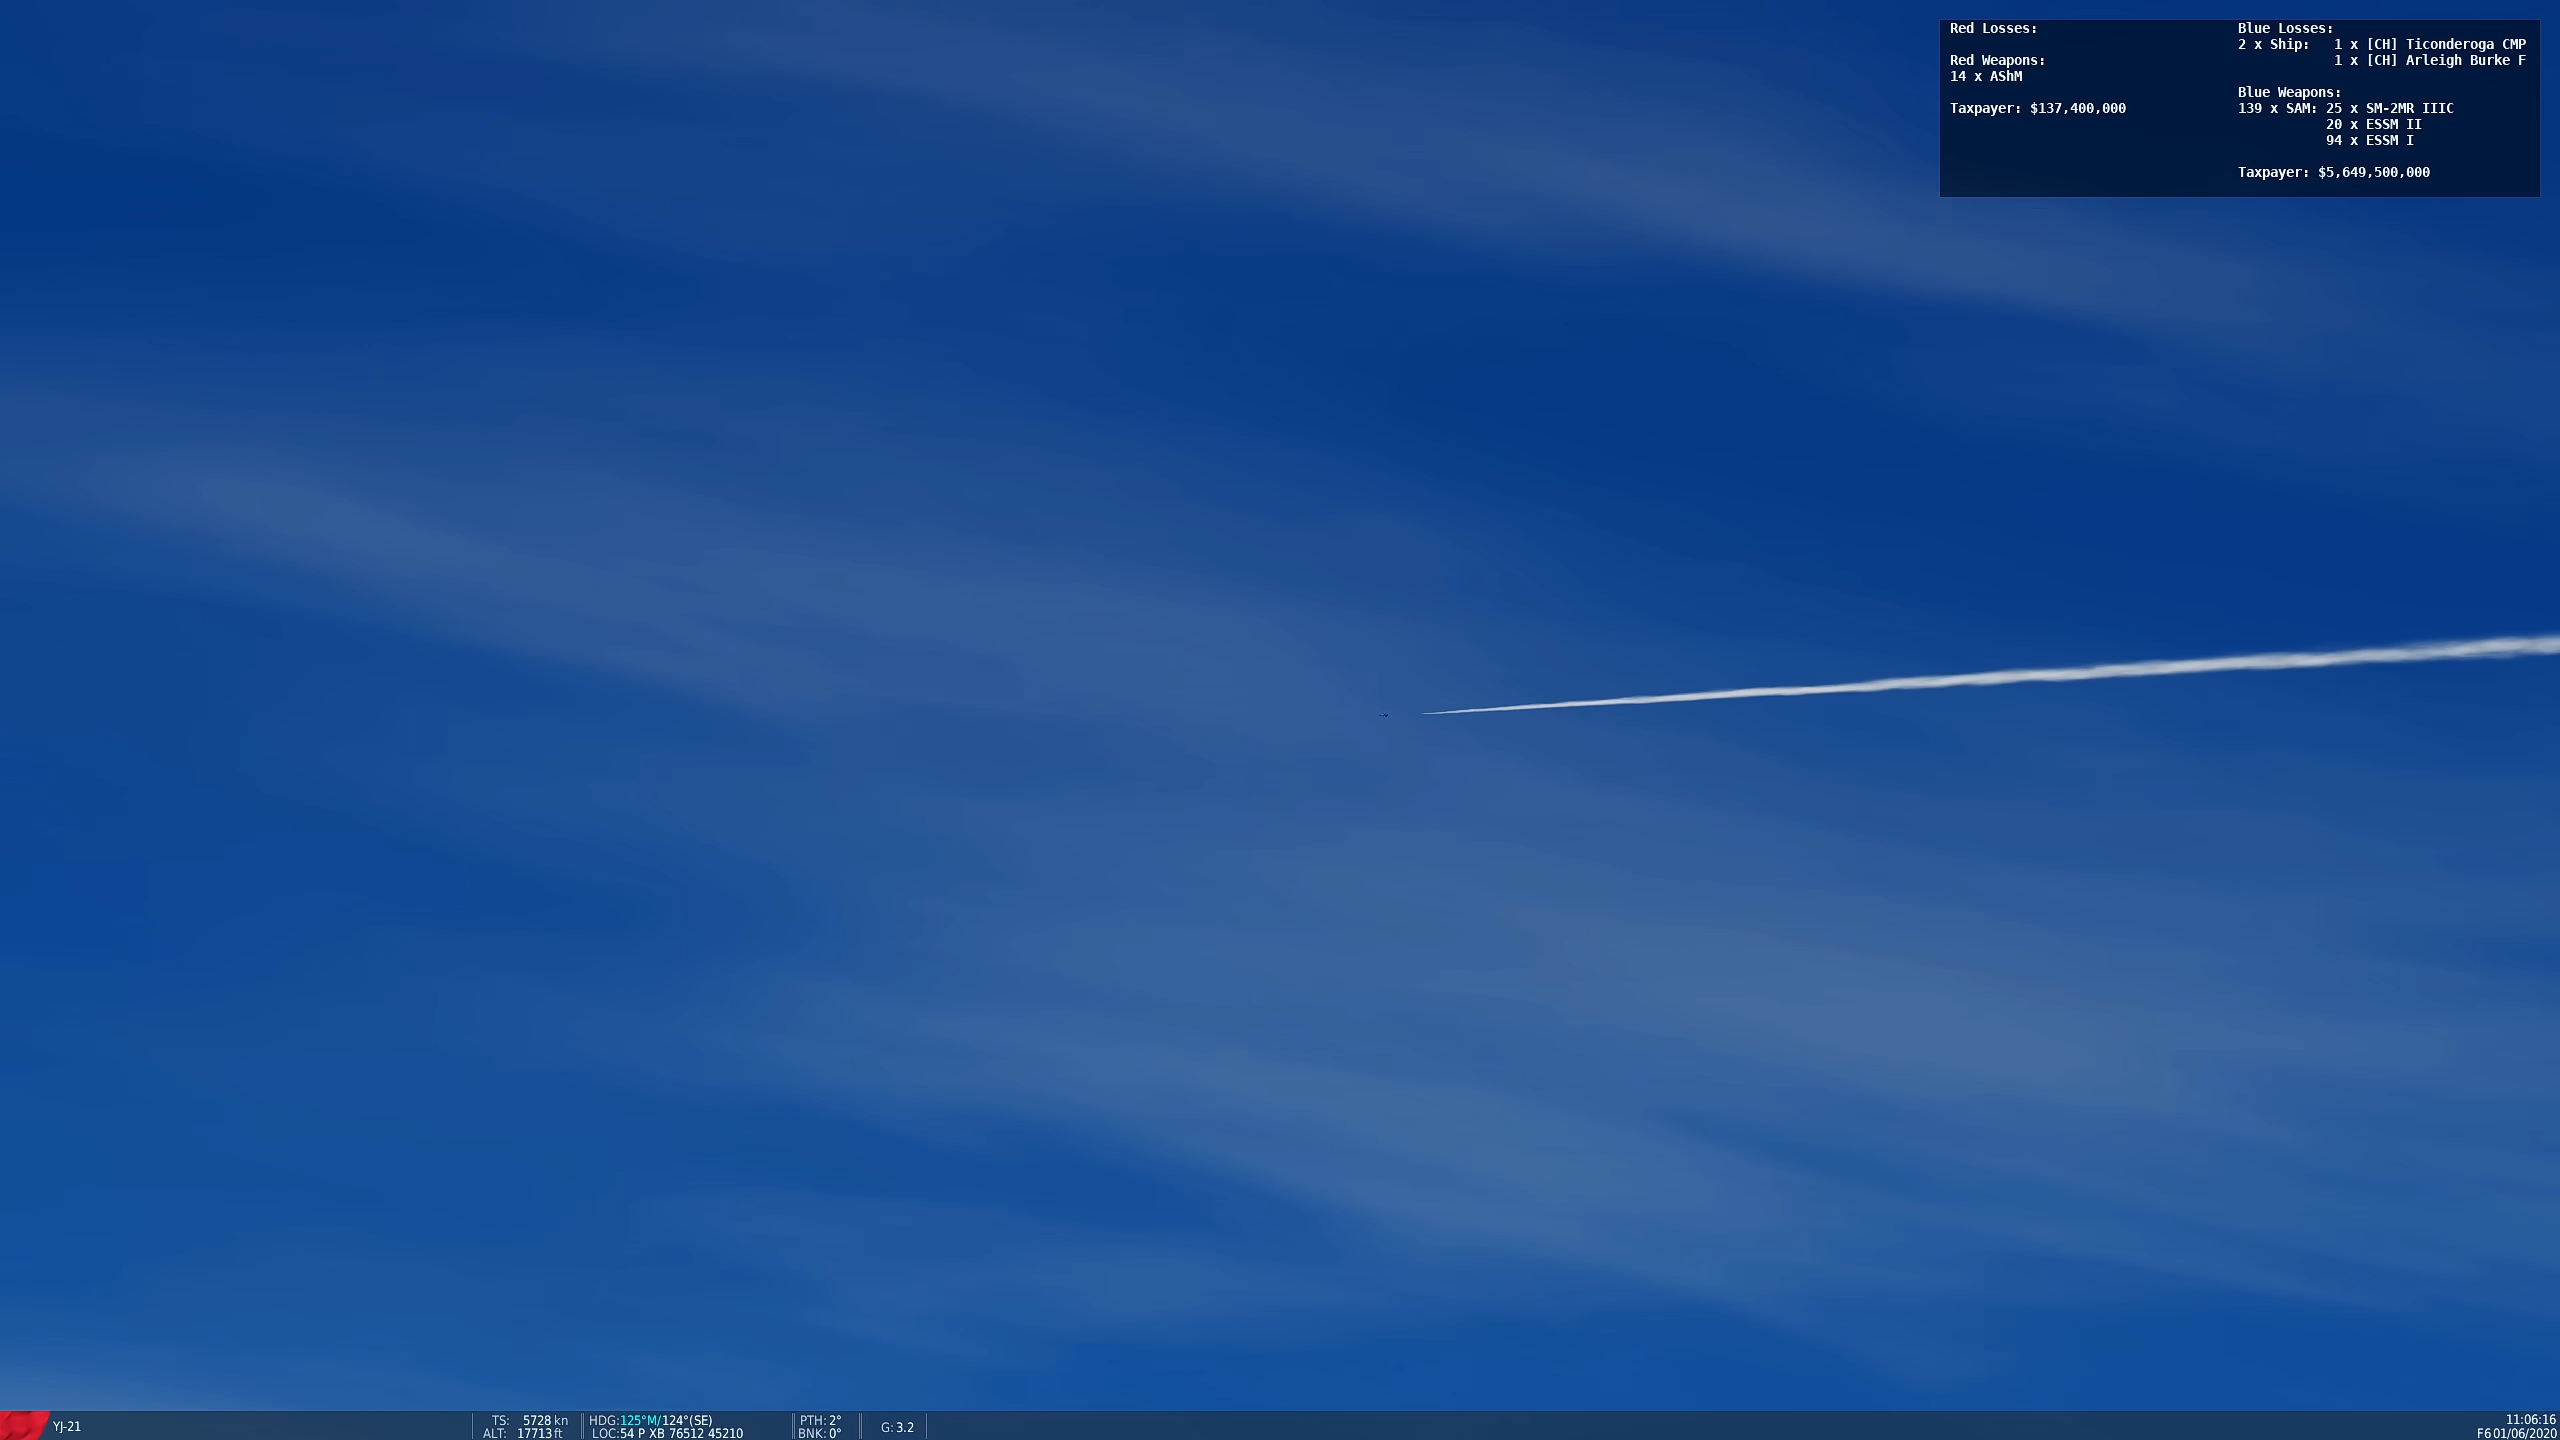 Red Losses:
Red Weapons:
14 x AShM
Taxpayer: $137,400,000
Blue Losses:
2 x Ship: 1 x [CH] Ticonderoga CMP
1 x [CH] Arleigh Burke F
Blue Weapons:
139 x SAM: 25 x SM-2MR IIIC
20 x ESSM II
94 x ESSM I
Taxpayer: $5,649,500,000
YJ-21
TS: 5728 kn
ALT: 17713 ft
HDG:125°M/124°(SE)
LOC:54 P XB 76512 45210
PTH: 2°
BNK: 0°
G: 3.2
11:06:16
F6 01/06/2020